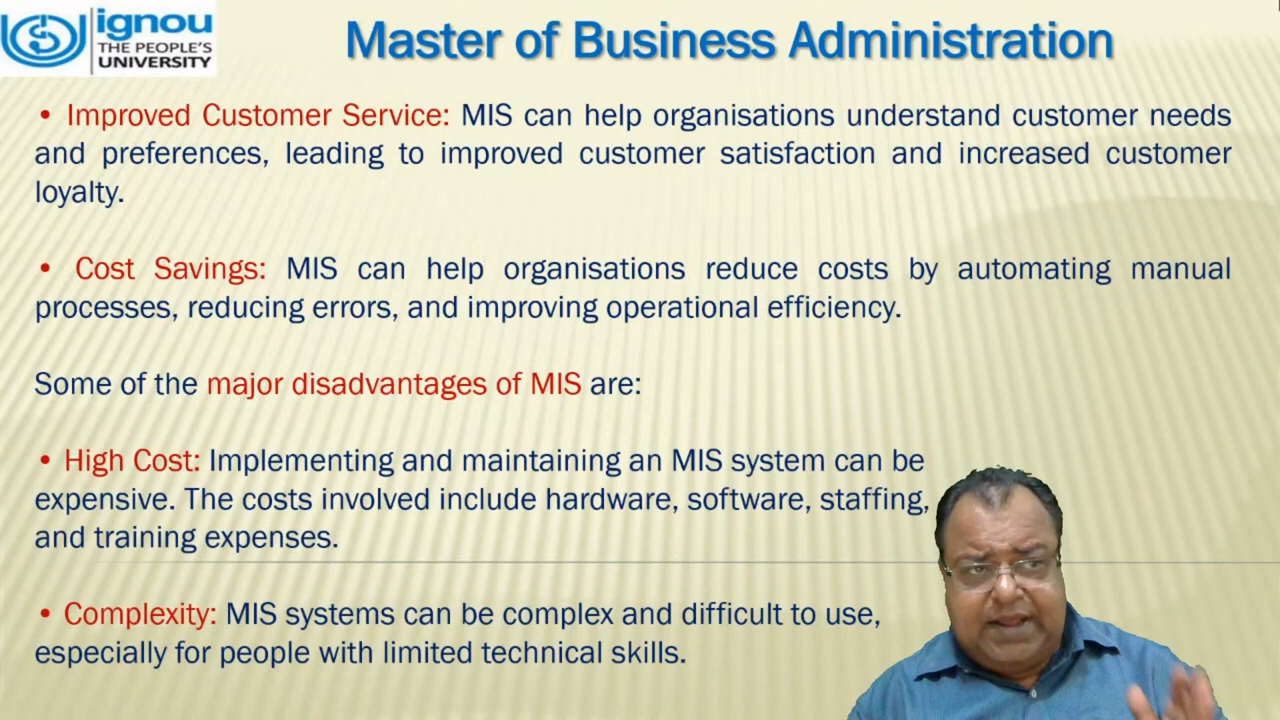 ignou
THE PEOPLE'S
UNIVERSITY
Master of Business Administration
• Improved Customer Service: MIS can help organisations understand customer needs
and preferences, leading to improved customer satisfaction and increased customer
loyalty.
• Cost Savings: MIS can help organisations reduce costs by automating manual
processes, reducing errors, and improving operational efficiency.
Some of the major disadvantages of MIS are:
• High Cost: Implementing and maintaining an MIS system can be
expensive. The costs involved include hardware, software, staffing,
and training expenses.
• Complexity: MIS systems can be complex and difficult to use,
especially for people with limited technical skills.